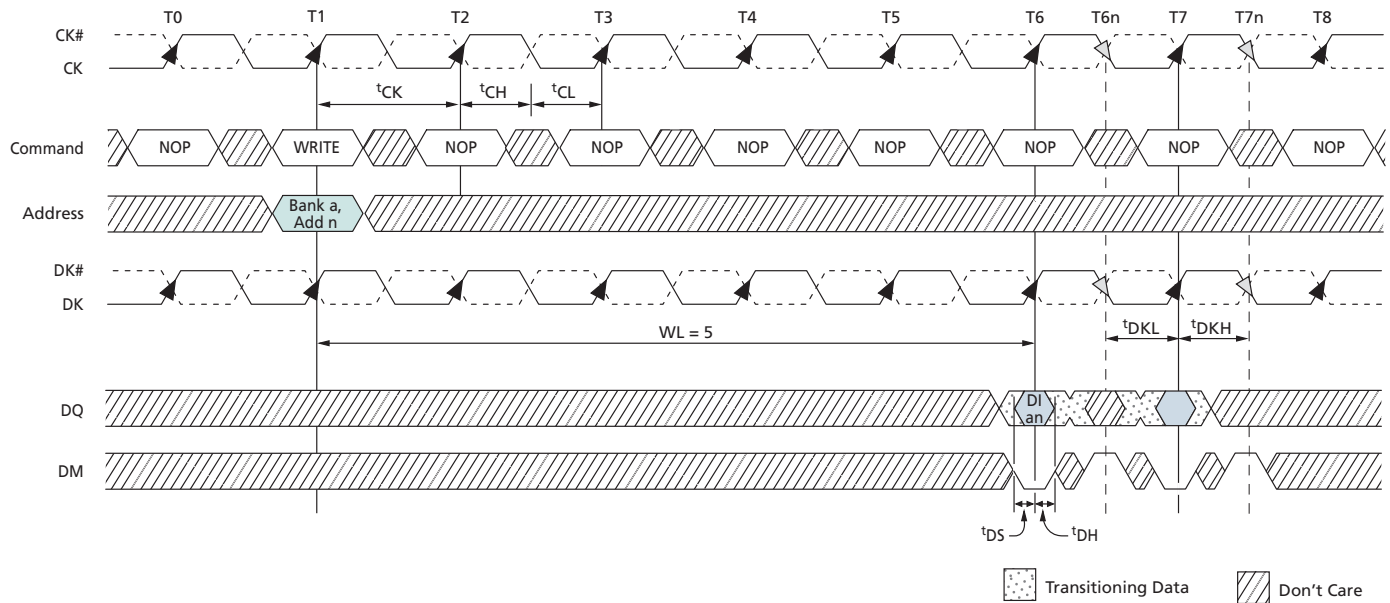 T0 T1 T2 T3 T4 T5 T6 T6n T7 T7n T8
CK#
CK
tCK tCH tCL
Command NOP WRITE NOP NOP NOP NOP NOP NOP NOP
Address Bank a,
Add n
DK#
DK
tDKL tDKH
WL = 5
DQ DI
an
DM
tDS tDH
Transitioning Data Don't Care